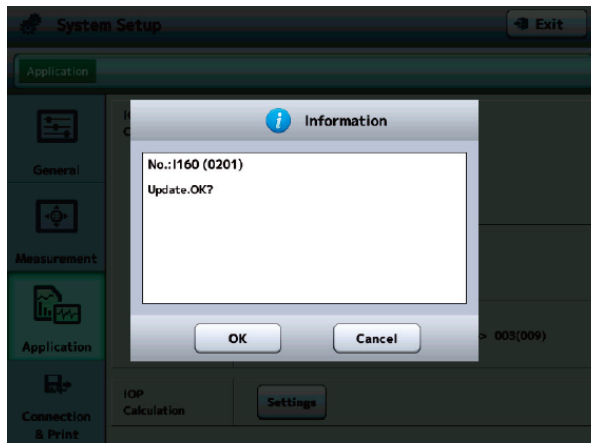 System Setup
Exit
Application
Information
No.:I160 (0201)
Update.OK?
OK
Cancel
General
Measurement
Application
> 003(009)
IOP
Calculation
Settings
Connection
& Print